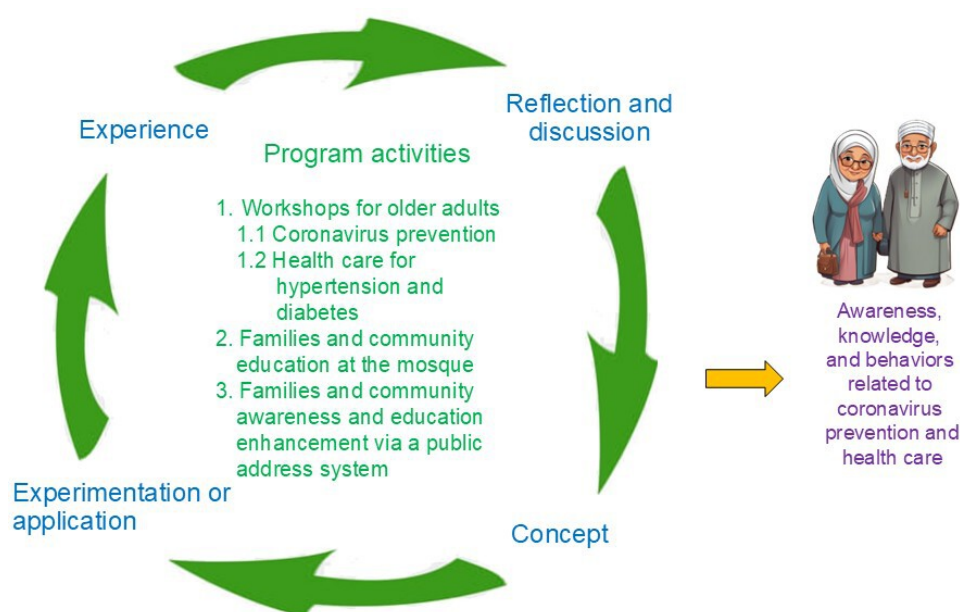 Experience
Reflection and
discussion
Program activities
1. Workshops for older adults
1.1 Coronavirus prevention
1.2 Health care for
hypertension and
diabetes
2. Families and community
education at the mosque
3. Families and community
awareness and education
enhancement via a public
address system
Experimentation or
application
Concept
Awareness,
knowledge,
and behaviors
related to
coronavirus
prevention and
health care